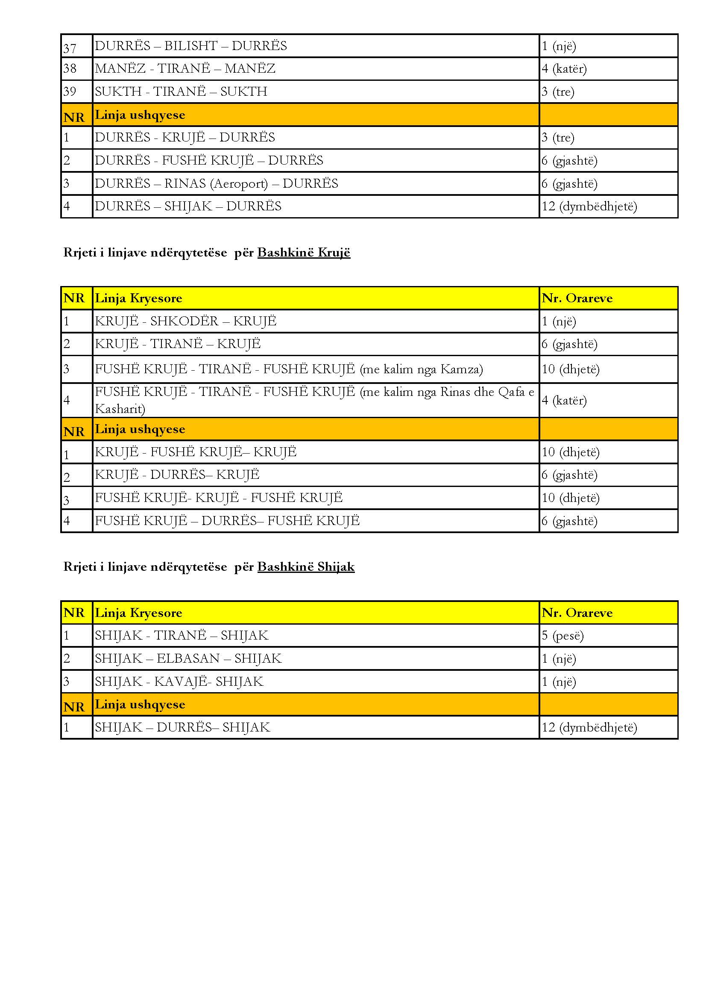 37 DURRËS – BILISHT – DURRËS 1 (një)
38 MANËZ - TIRANË – MANËZ 4 (katër)
39 SUKTH - TIRANË – SUKTH 3 (tre)
NR Linja ushqyese
1 DURRËS - KRUJË – DURRËS 3 (tre)
2 DURRËS - FUSHË KRUJË – DURRËS 6 (gjashtë)
3 DURRËS – RINAS (Aeroport) – DURRËS 6 (gjashtë)
4 DURRËS – SHIJAK – DURRËS 12 (dymbëdhjetë)
Rrjeti i linjave ndërqytetëse për Bashkinë Krujë
NR Linja Kryesore Nr. Orareve
1 KRUJË - SHKODËR – KRUJË 1 (një)
2 KRUJË - TIRANË – KRUJË 6 (gjashtë)
3 FUSHË KRUJË - TIRANË - FUSHË KRUJË (me kalim nga Kamza) 10 (dhjetë)
4 FUSHË KRUJË - TIRANË - FUSHË KRUJË (me kalim nga Rinas dhe Qafa e
Kasharit) 4 (katër)
NR Linja ushqyese
1 KRUJË - FUSHË KRUJË– KRUJË 10 (dhjetë)
2 KRUJË - DURRËS– KRUJË 6 (gjashtë)
3 FUSHË KRUJË- KRUJË - FUSHË KRUJË 10 (dhjetë)
4 FUSHË KRUJË – DURRËS– FUSHË KRUJË 6 (gjashtë)
Rrjeti i linjave ndërqytetëse për Bashkinë Shijak
NR Linja Kryesore Nr. Orareve
1 SHIJAK - TIRANË – SHIJAK 5 (pesë)
2 SHIJAK – ELBASAN – SHIJAK 1 (një)
3 SHIJAK - KAVAJË- SHIJAK 1 (një)
NR Linja ushqyese
1 SHIJAK – DURRËS– SHIJAK 12 (dymbëdhjetë)